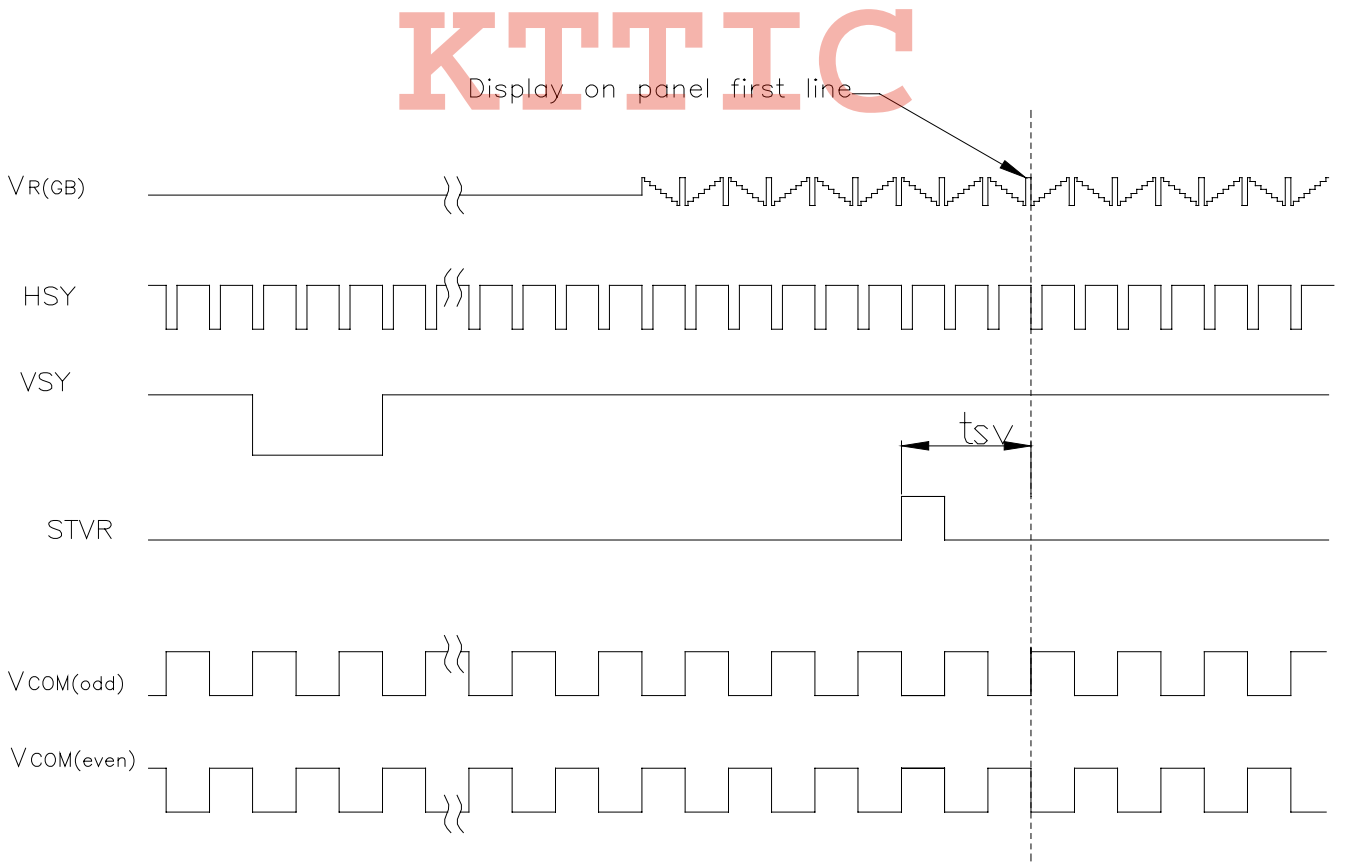 KTTIC
Display on panel first line
VR(GB)
HSY
VSY
tsv
STVR
VCOM(odd)
VCOM(even)